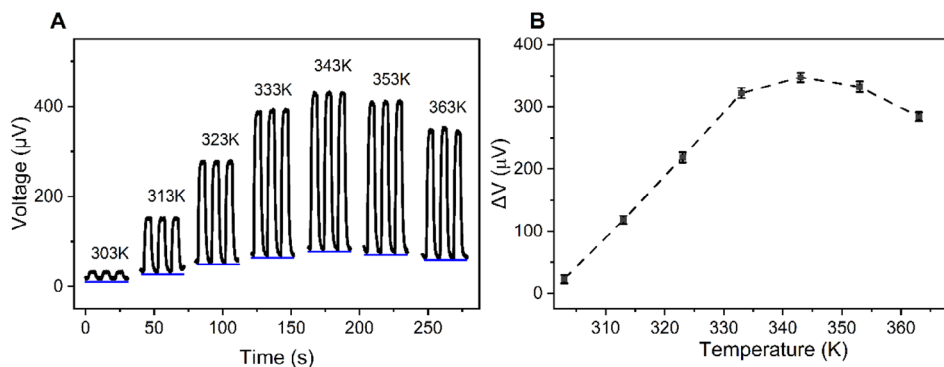 A
343K
333K
353K
363K
323K
313K
303K
Voltage (μV)
400
200
0
0
50
100
150
200
250
Time (s)
B
ΔV (μV)
400
300
200
100
0
310
320
330
340
350
360
Temperature (K)